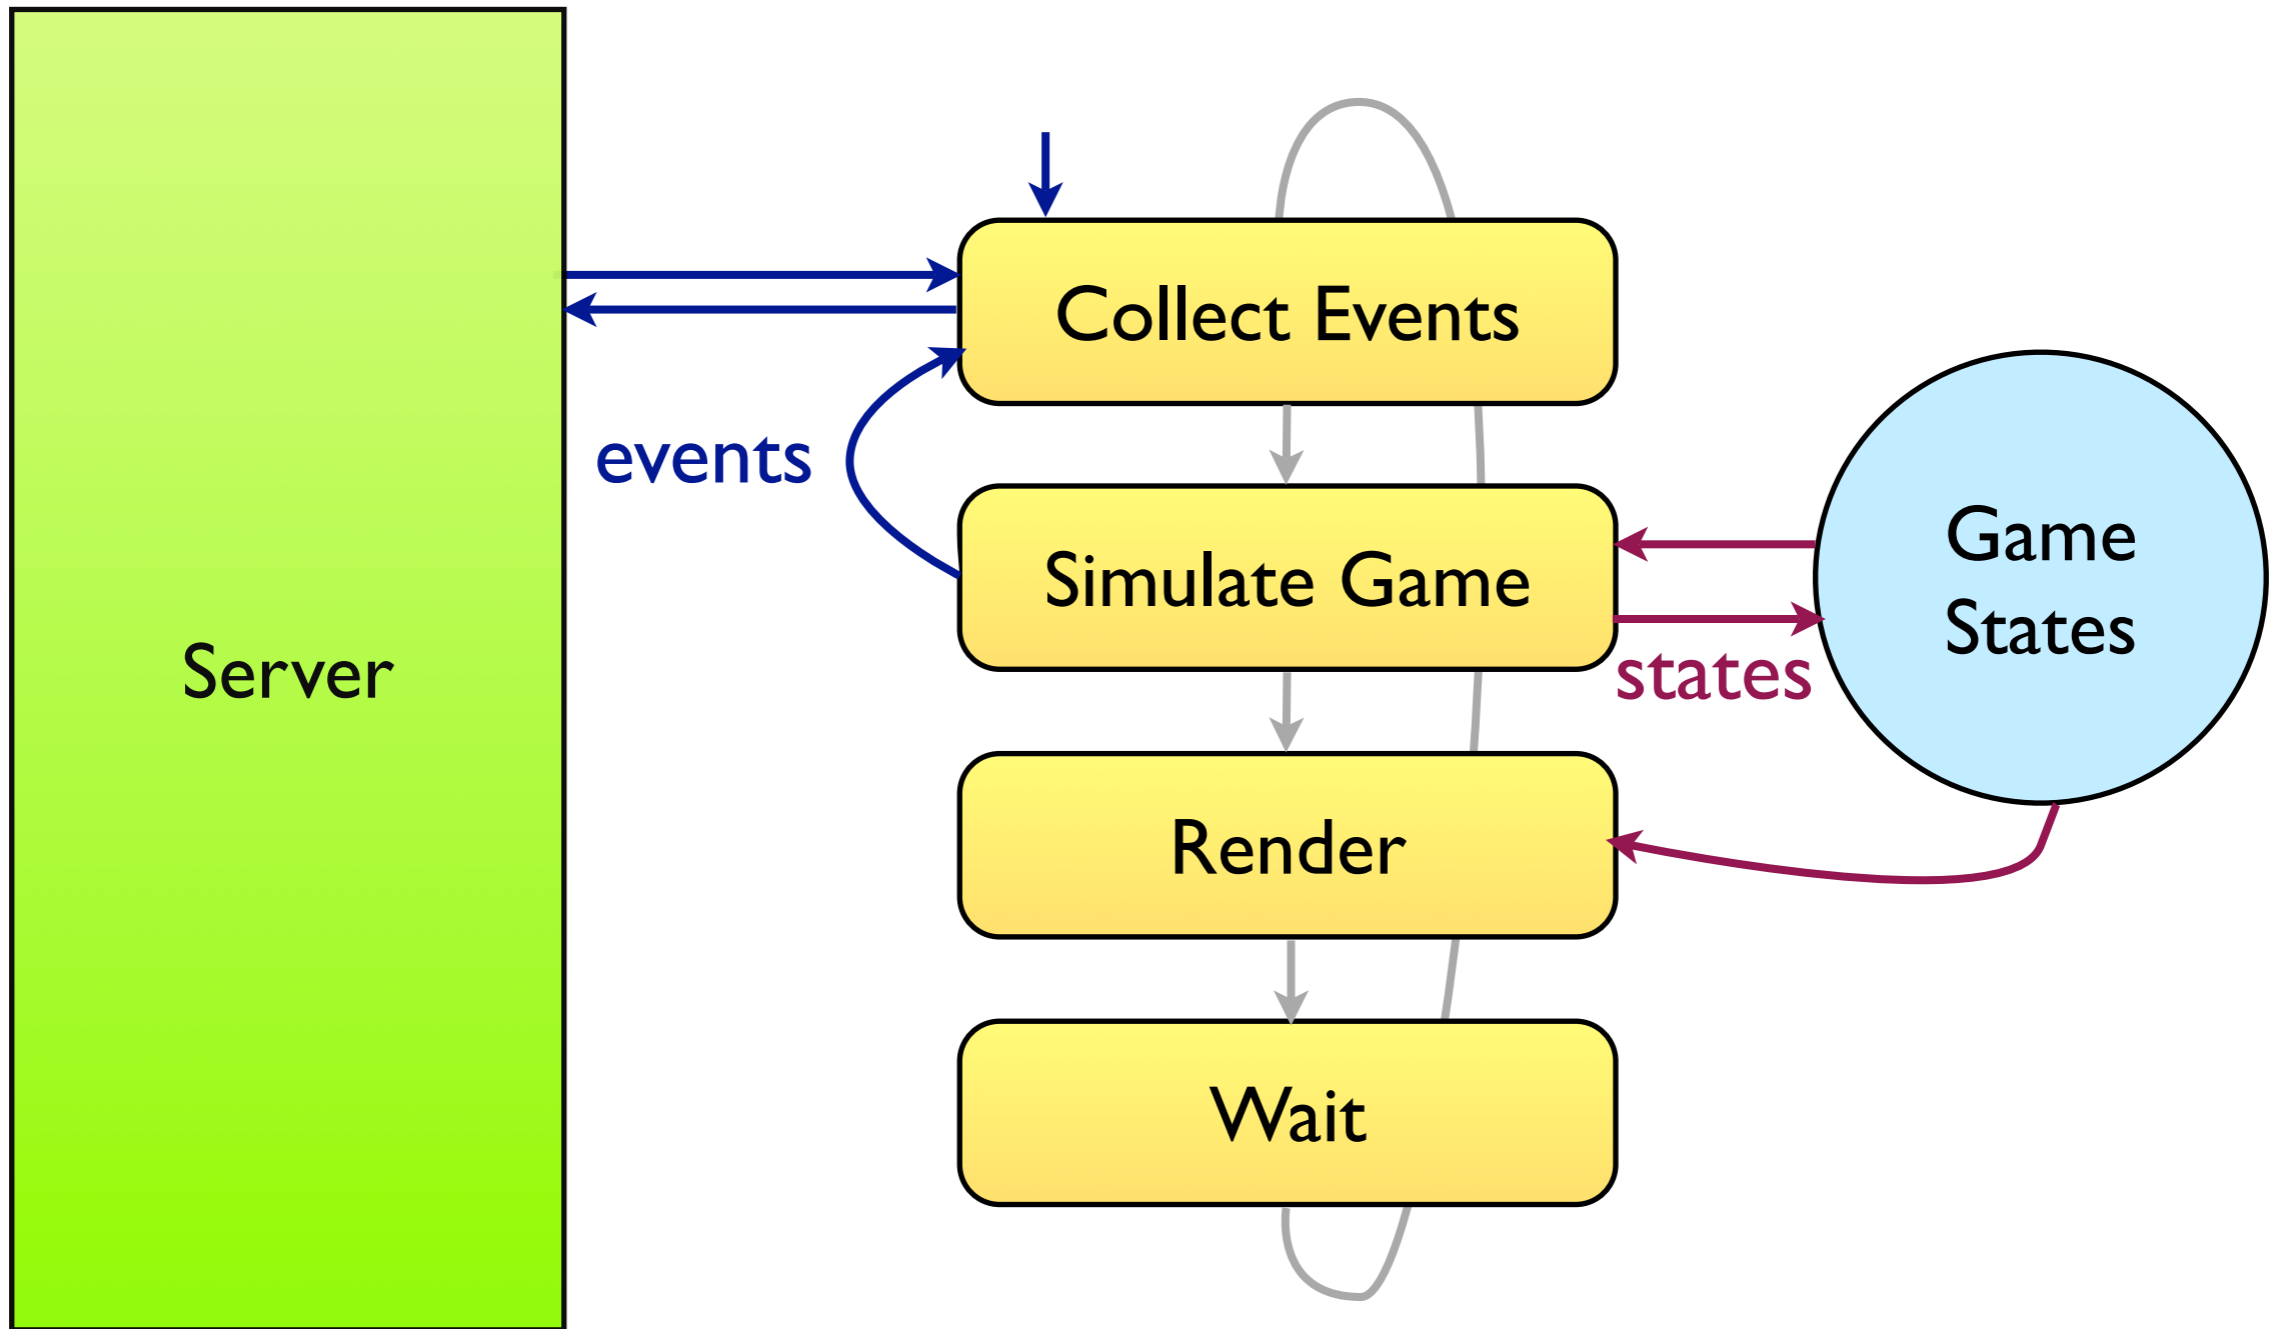 Server
events
Collect Events
Simulate Game
Render
Wait
states
Game
States